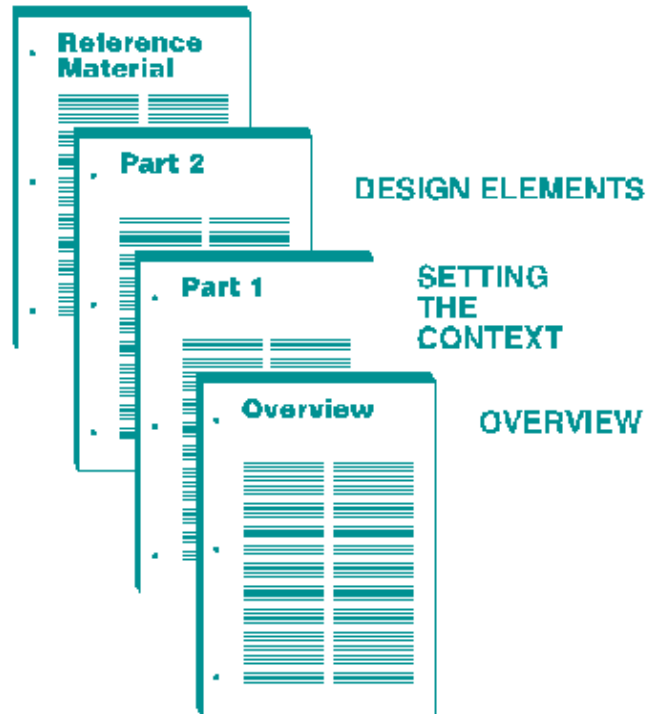 Reference
Material
Part 2
DESIGN ELEMENTS
Part 1
SETTING
THE
CONTEXT
Overview
OVERVIEW